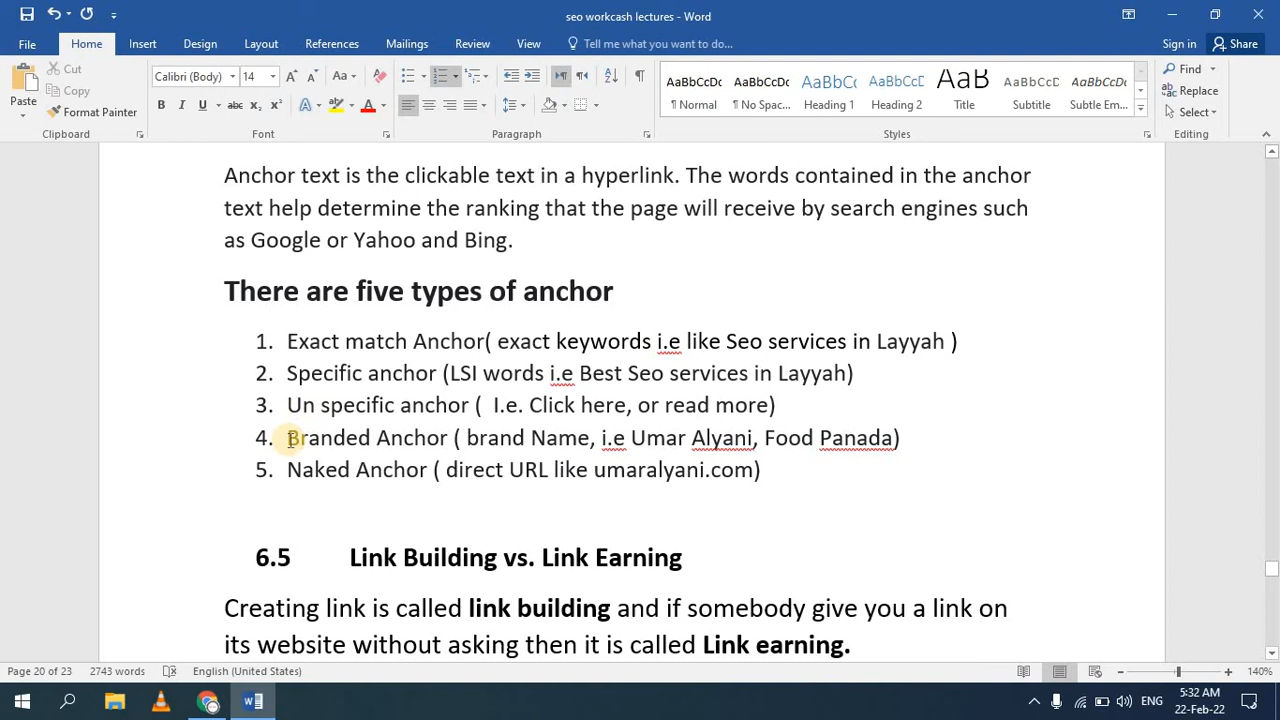 seo workcash lectures - Word
File Home Insert Design Layout References Mailings Review View Tell me what you want to do... Sign in Share
Paste Cut Copy Format Painter
Calibri (Body) 14 Aa
B I U abc x₂ x² A A
AaBbCcDc AaBbCcDc AaBbCc AaBbCcD AaB AaBbCcD AaBbCcDc
¶ Normal ¶ No Spac... Heading Heading 2 Title Subtitle Subtle Em...
Find Replace Select
Clipboard Font Paragraph Styles Editing
Anchor text is the clickable text in a hyperlink. The words contained in the anchor
text help determine the ranking that the page will receive by search engines such
as Google or Yahoo and Bing.
There are five types of anchor
1. Exact match Anchor( exact keywords i.e like Seo services in Layyah )
2. Specific anchor (LSI words i.e Best Seo services in Layyah)
3. Un specific anchor ( I.e. Click here, or read more)
4. Branded Anchor ( brand Name, i.e Umar Alyani, Food Panada)
5. Naked Anchor ( direct URL like umaralyani.com)
6.5 Link Building vs. Link Earning
Creating link is called link building and if somebody give you a link on
its website without asking then it is called Link earning.
Page 20 of 23 2743 words English (United States) 140%
ENG 5:32 AM
22-Feb-22